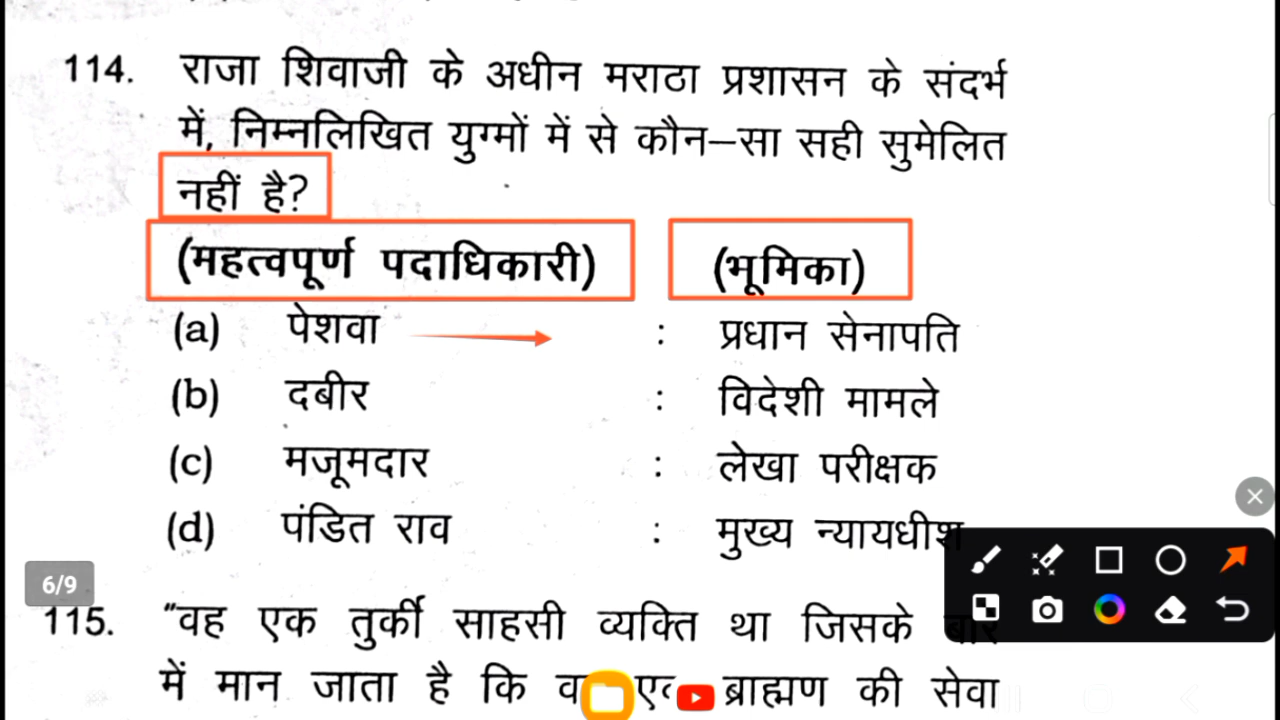 114. राजा शिवाजी के अधीन मराठा प्रशासन के संदर्भ
में, निम्नलिखित युग्मों में से कौन–सा सही सुमेलित
नहीं है?
(महत्वपूर्ण पदाधिकारी) (भूमिका)
(a) पेशवा : प्रधान सेनापति
(b) दबीर : विदेशी मामले
(c) मजूमदार : लेखा परीक्षक
(d) पंडित राव : मुख्य न्यायधीश
6/9
115. "वह एक तुर्की साहसी व्यक्ति था जिसके
में मान जाता है कि ब्राह्मण की सेवा